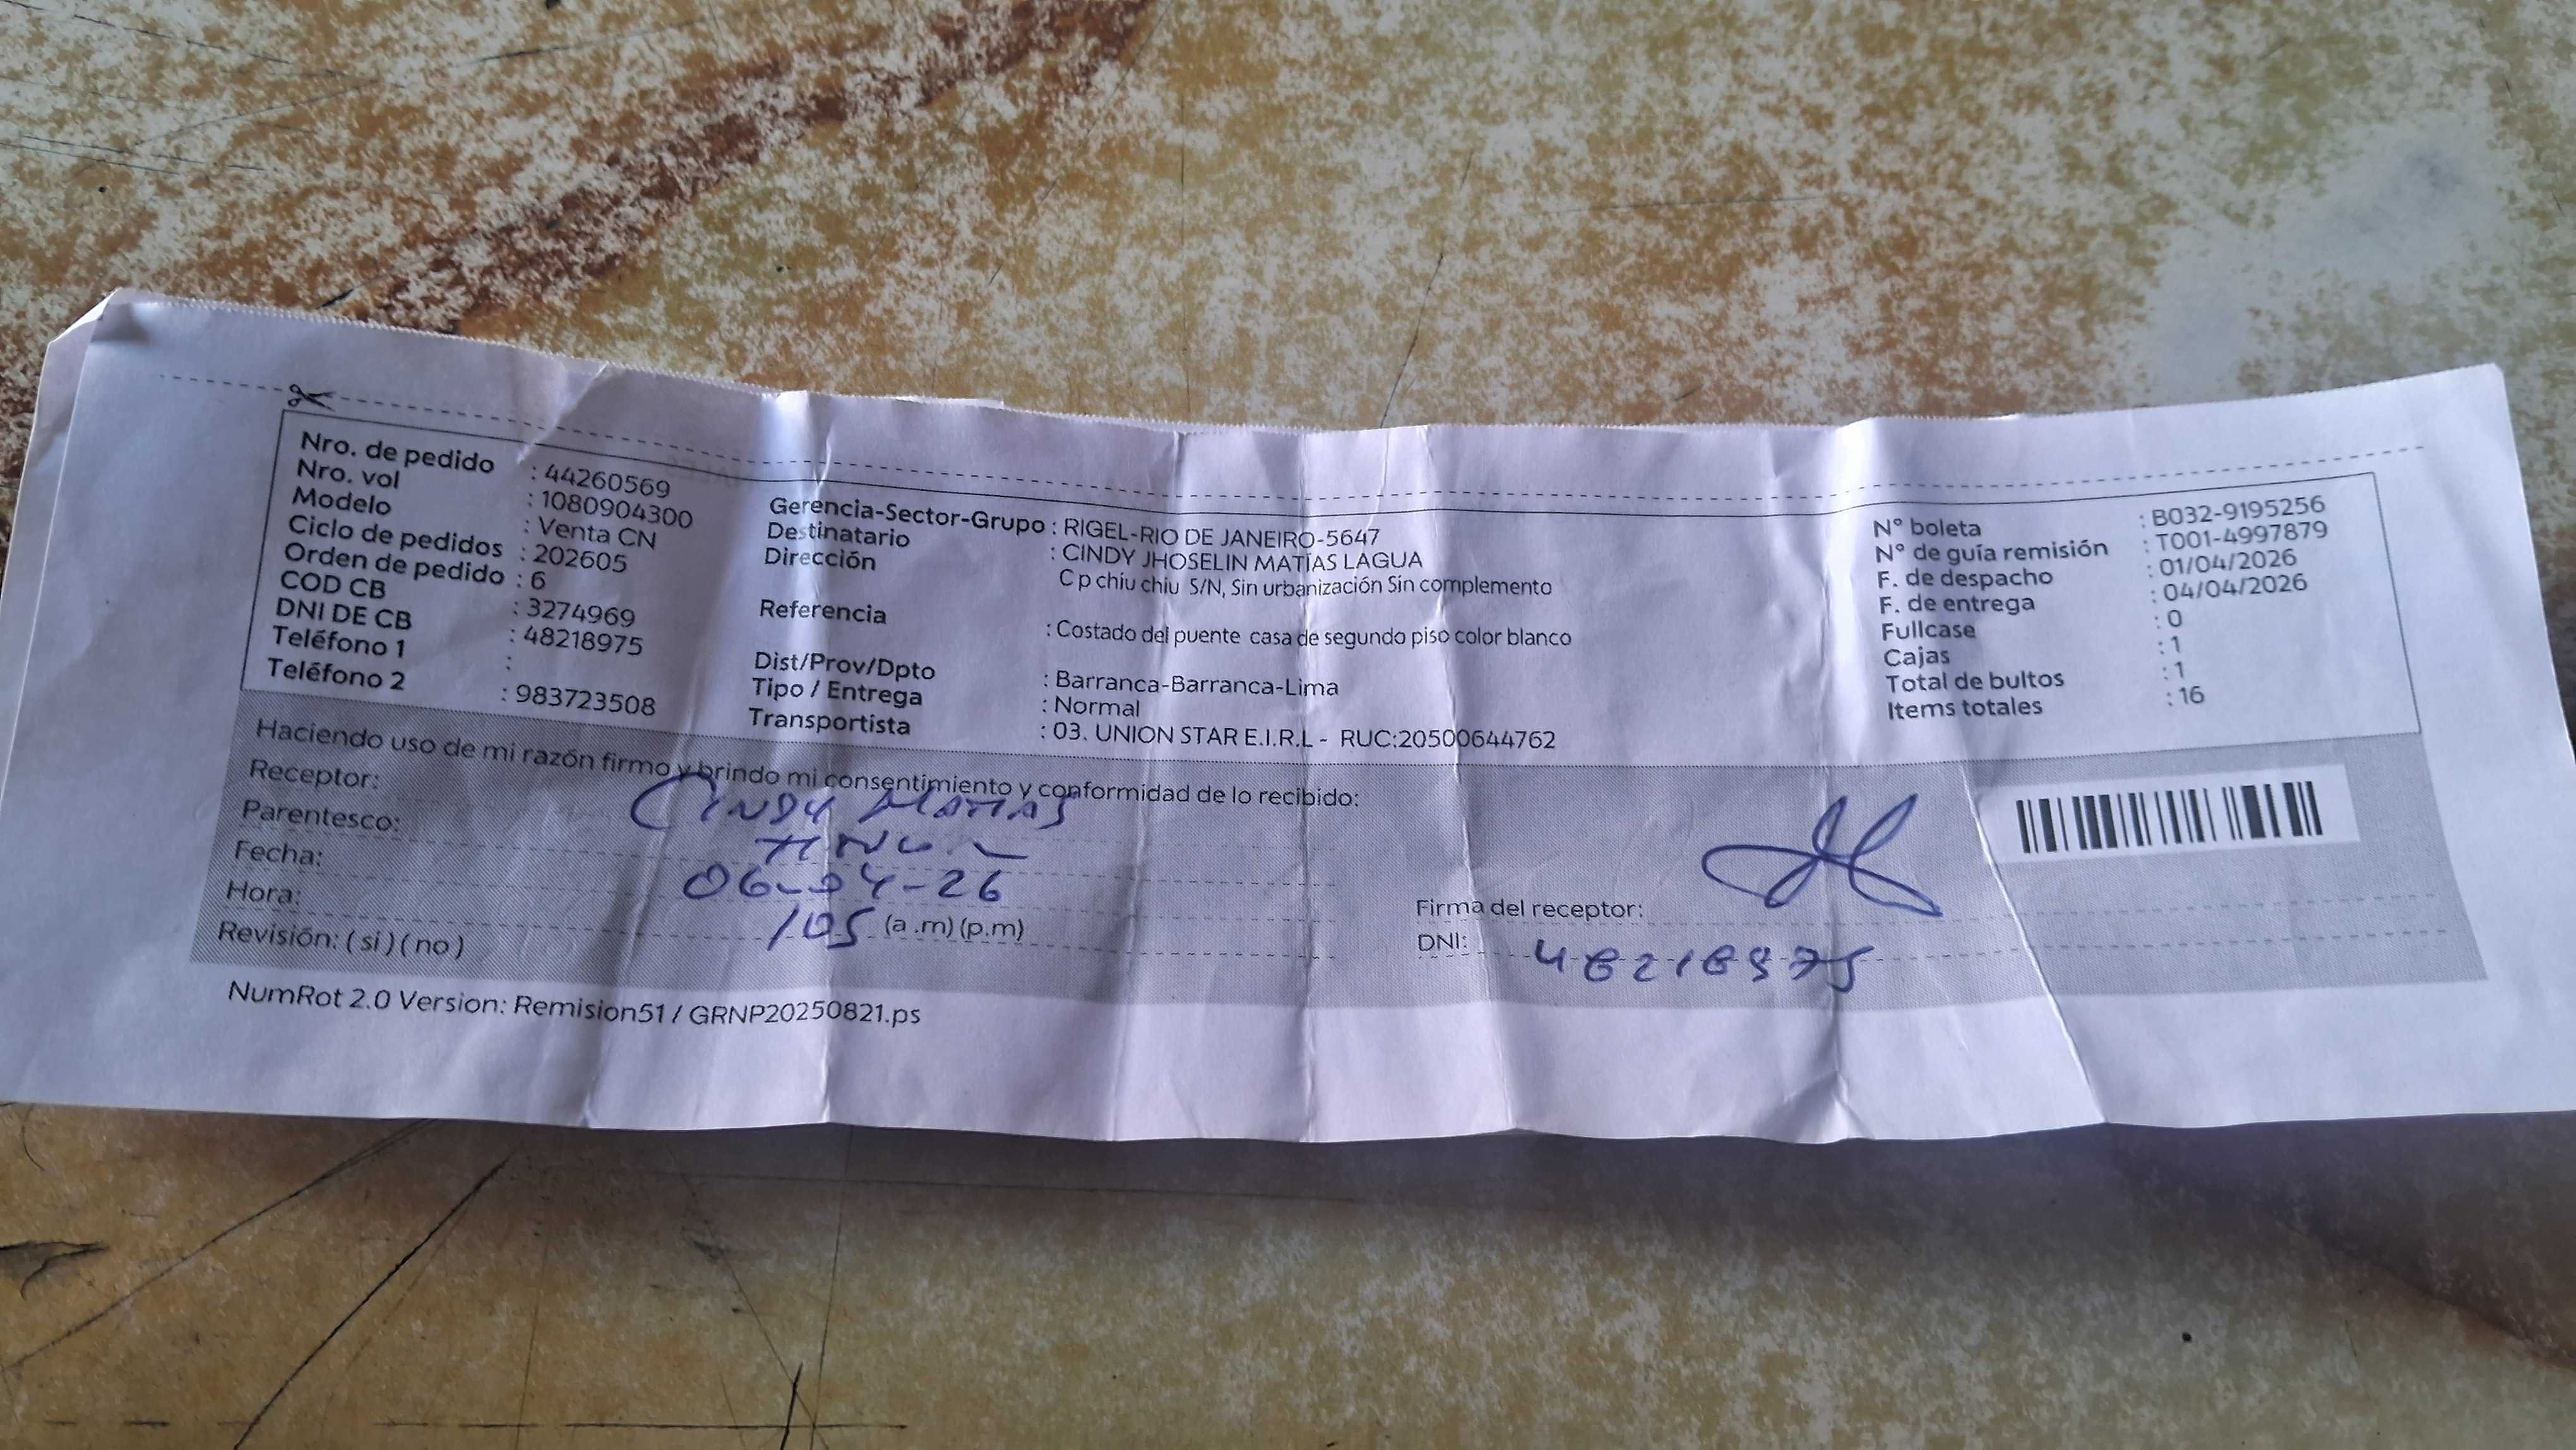 Nro. de pedido : 44260569
Nro. vol : 1080904300
Modelo : Venta CN
Ciclo de pedidos : 202605
Orden de pedido : 6
COD CB : 3274969
DNI DE CB : 48218975
Teléfono 1 :
Teléfono 2 : 983723508
Gerencia-Sector-Grupo : RIGEL-RIO DE JANEIRO-5647
Destinatario : CINDY JHOSELIN MATIAS LAGUA
Dirección C p chiu chiu S/N, Sin urbanización Sin complemento
Referencia : Costado del puente casa de segundo piso color blanco
Dist/Prov/Dpto : Barranca-Barranca-Lima
Tipo / Entrega : Normal
Transportista : 03. UNION STAR E.I.R.L - RUC:20500644762
N° boleta : B032-9195256
N° de guía remisión : T001-4997879
F. de despacho : 01/04/2026
F. de entrega : 04/04/2026
Fullcase : 0
Cajas : 1
Total de bultos : 1
Items totales : 16
Haciendo uso de mi razón firmo y brindo mi consentimiento y conformidad de lo recibido:
Receptor: CINDY MATIAS
Parentesco:
Fecha: 06-04-26
Hora: 105 (a .m) (p.m)
Revisión: ( si ) ( no )
Firma del receptor:
DNI: 48218975
NumRot 2.0 Version: Remision51 / GRNP20250821.ps